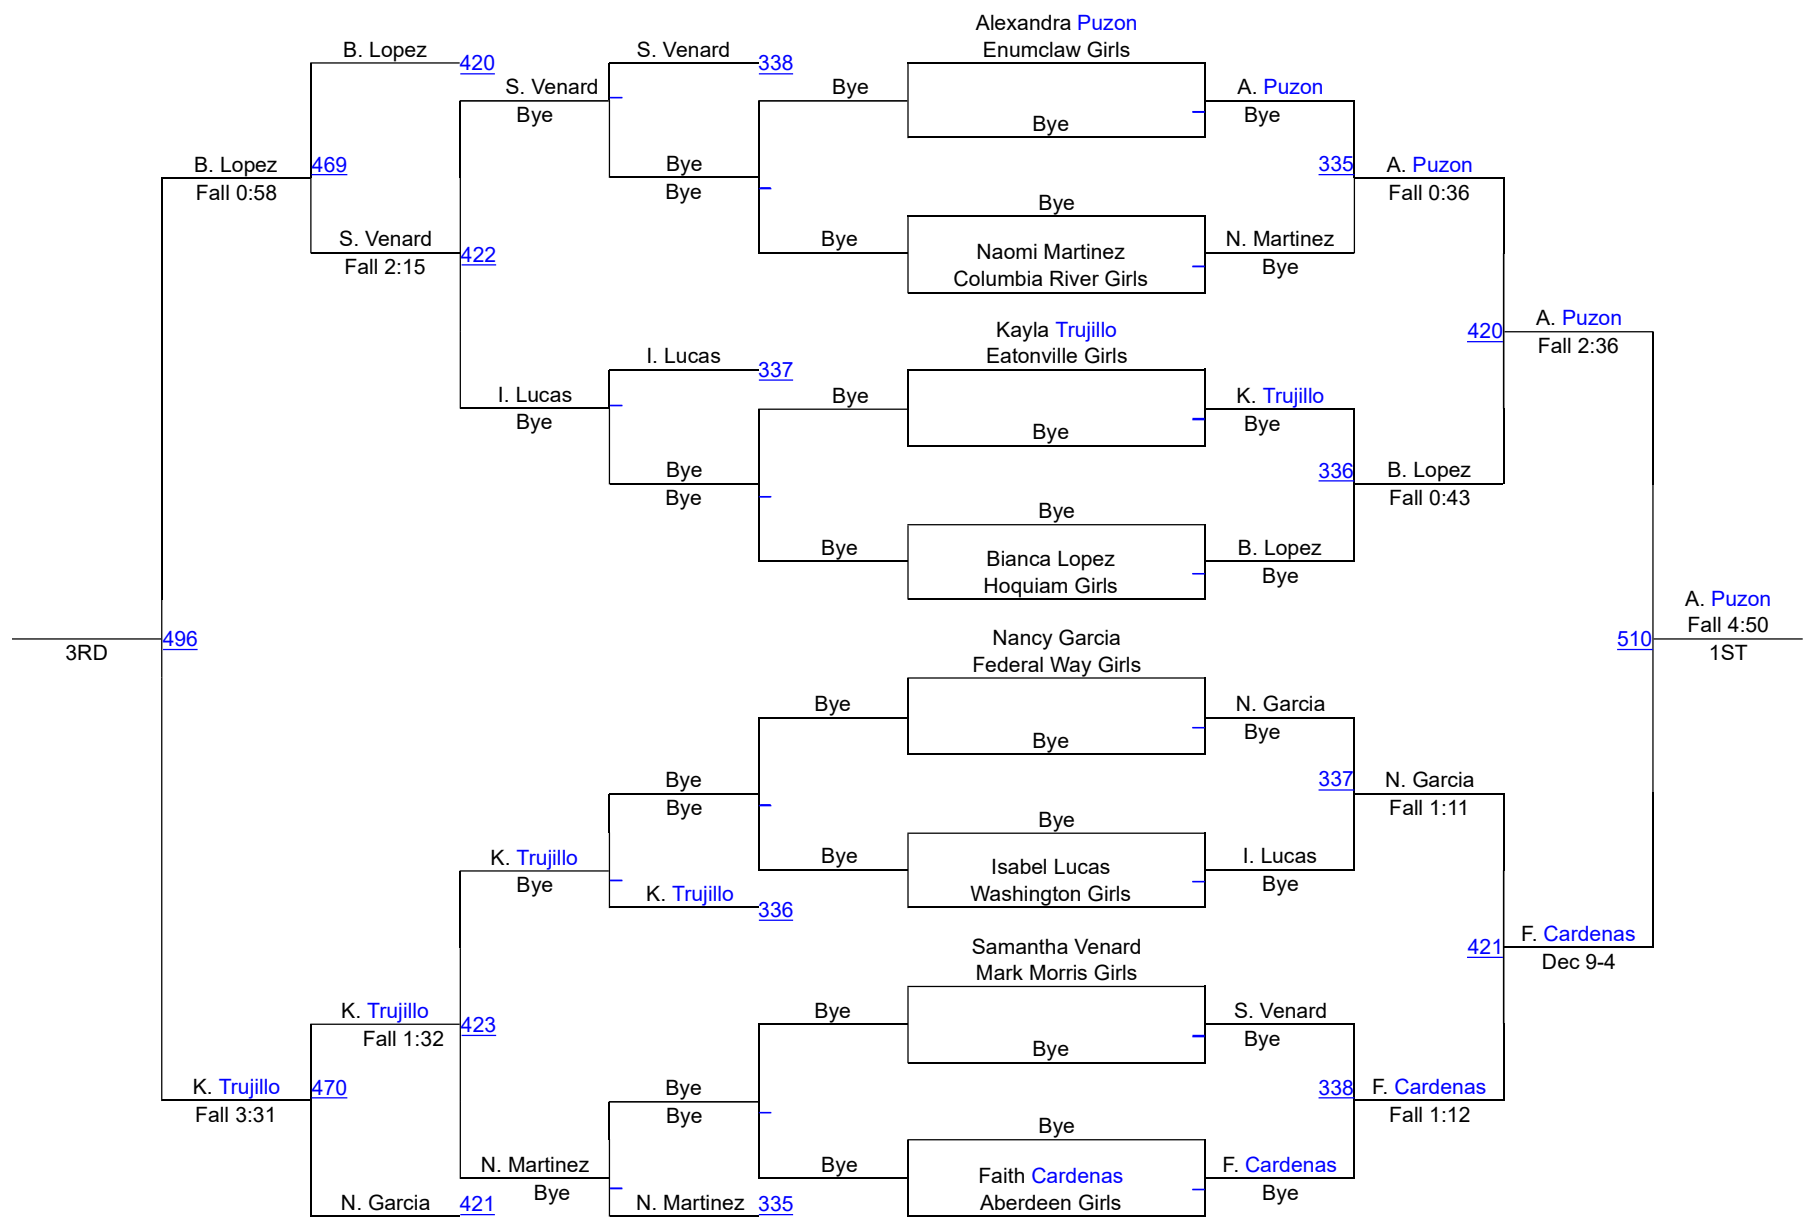 Alexandra Puzon
Enumclaw Girls
B. Lopez
420
S. Venard
338
S. Venard
Bye
Bye
A. Puzon
Bye
Bye
B. Lopez
469
Fall 0:58
Bye
Bye
335
A. Puzon
Fall 0:36
Bye
S. Venard
Fall 2:15
422
Bye
Naomi Martinez
Columbia River Girls
N. Martinez
Bye
Kayla Trujillo
Eatonville Girls
420
A. Puzon
Fall 2:36
I. Lucas
337
I. Lucas
Bye
Bye
K. Trujillo
Bye
Bye
Bye
Bye
336
B. Lopez
Fall 0:43
Bye
Bye
Bianca Lopez
Hoquiam Girls
B. Lopez
Bye
A. Puzon
Fall 4:50
1ST
510
496
3RD
Nancy Garcia
Federal Way Girls
Bye
N. Garcia
Bye
Bye
Bye
Bye
337
N. Garcia
Fall 1:11
Bye
K. Trujillo
Bye
Bye
Isabel Lucas
Washington Girls
I. Lucas
Bye
K. Trujillo
336
Samantha Venard
Mark Morris Girls
421
F. Cardenas
Dec 9-4
K. Trujillo
Fall 1:32
423
Bye
S. Venard
Bye
Bye
K. Trujillo
Fall 3:31
470
Bye
Bye
338
F. Cardenas
Fall 1:12
Bye
N. Martinez
Bye
Bye
Faith Cardenas
Aberdeen Girls
F. Cardenas
Bye
N. Garcia
421
N. Martinez
335